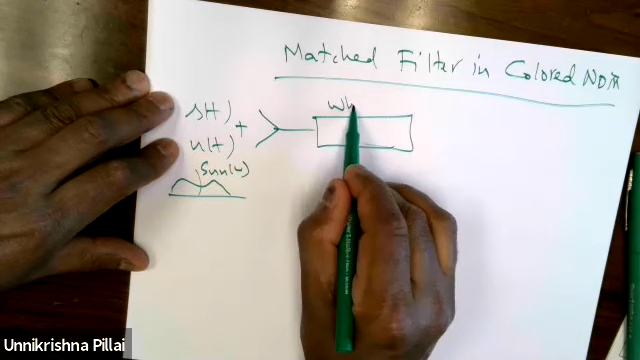 Matched Filter in Colored Noise
s(t)
+
n(t)
Snn(ω)
Wh
Unnikrishna Pillai